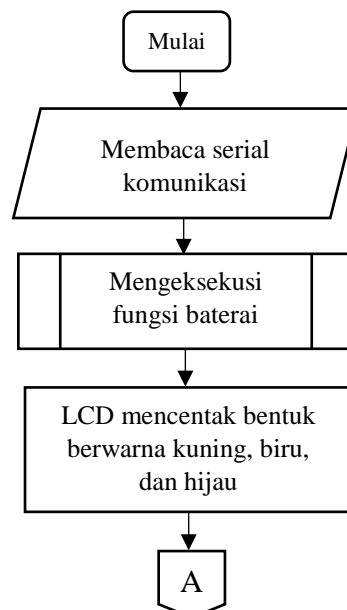 Mulai
Membaca serial
komunikasi
Mengeksekusi
fungsi baterai
LCD mencentak bentuk
berwarna kuning, biru,
dan hijau
A